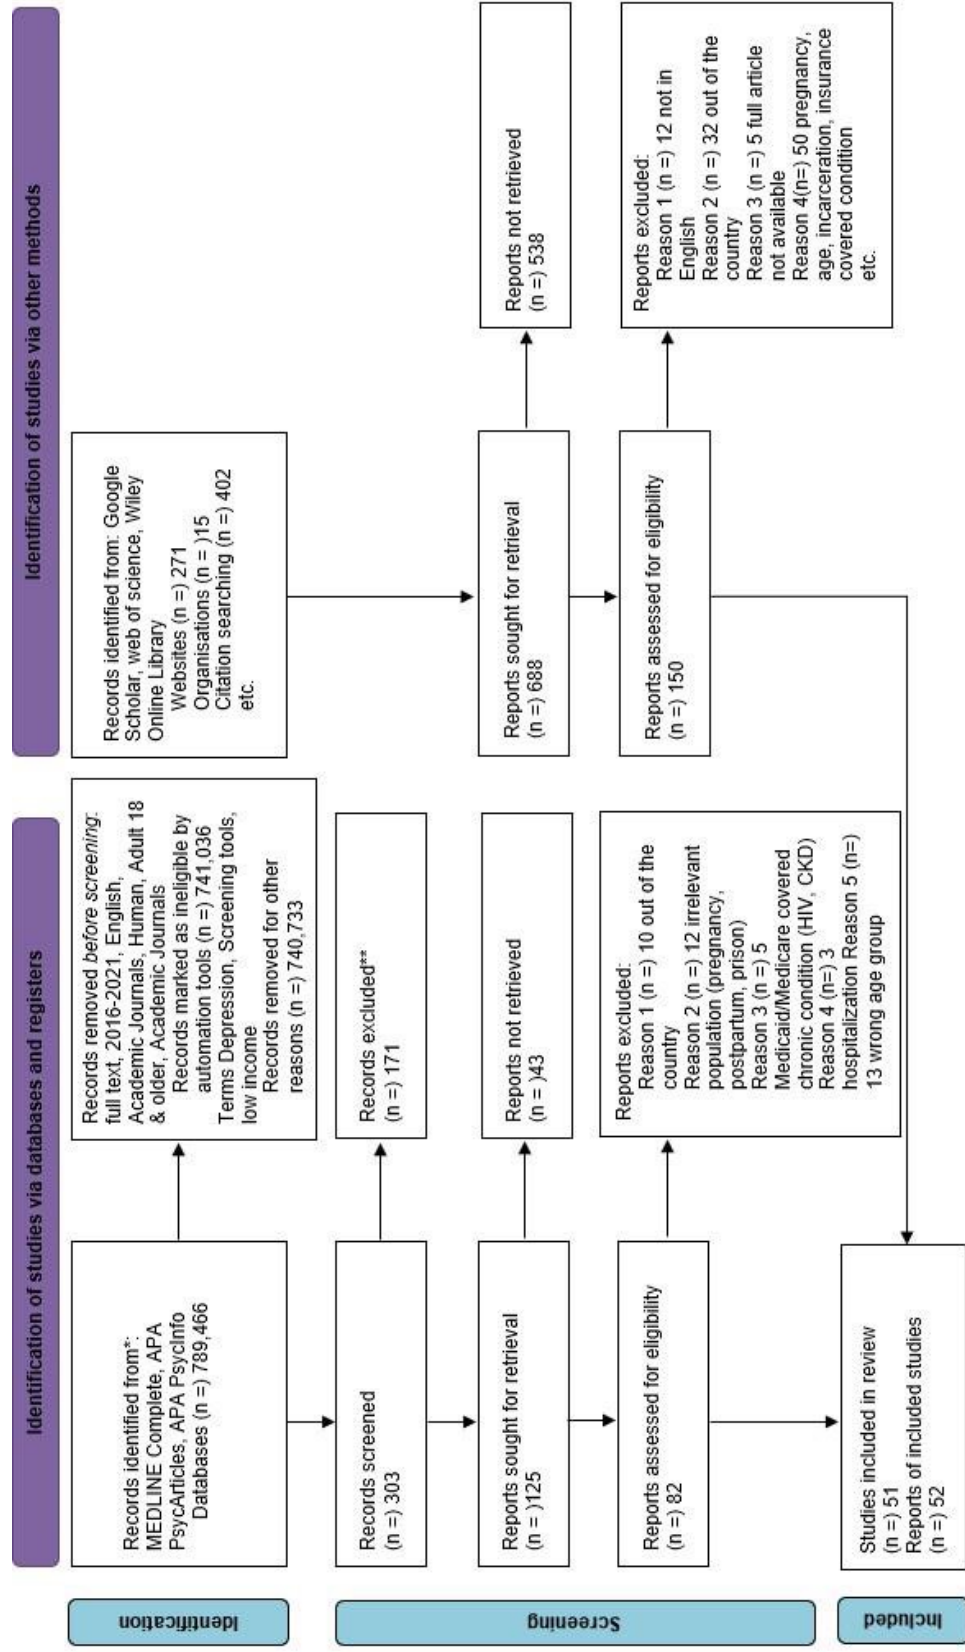 Identification of studies via databases and registers
Identification of studies via other methods
Identification
Records identified from*:
MEDLINE Complete, APA
PsycArticles, APA PsycInfo
Databases (n =) 789,466
Records removed before screening:
full text, 2016-2021, English,
Academic Journals, Human, Adult 18
& older, Academic Journals
Records marked as ineligible by
automation tools (n =) 741,036
Terms Depression, Screening tools,
low income
Records removed for other
reasons (n =) 740,733
Records identified from: Google
Scholar, web of science, Wiley
Online Library
Websites (n =) 271
Organisations (n = )15
Citation searching (n =) 402
etc.
Screening
Records screened
(n =) 303
Records excluded**
(n =) 171
Reports sought for retrieval
(n = )125
Reports not retrieved
(n = )43
Reports sought for retrieval
(n =) 688
Reports not retrieved
(n =) 538
Reports assessed for eligibility
(n =) 82
Reports excluded:
Reason 1 (n =) 10 out of the
country
Reason 2 (n =) 12 irrelevant
population (pregnancy,
postpartum, prison)
Reason 3 (n =) 5
Medicaid/Medicare covered
chronic condition (HIV, CKD)
Reason 4 (n=) 3
hospitalization Reason 5 (n=)
13 wrong age group
Reports assessed for eligibility
(n =) 150
Reports excluded:
Reason 1 (n =) 12 not in
English
Reason 2 (n =) 32 out of the
country
Reason 3 (n =) 5 full article
not available
Reason 4(n=) 50 pregnancy,
age, incarceration, insurance
covered condition
etc.
Included
Studies included in review
(n =) 51
Reports of included studies
(n =) 52